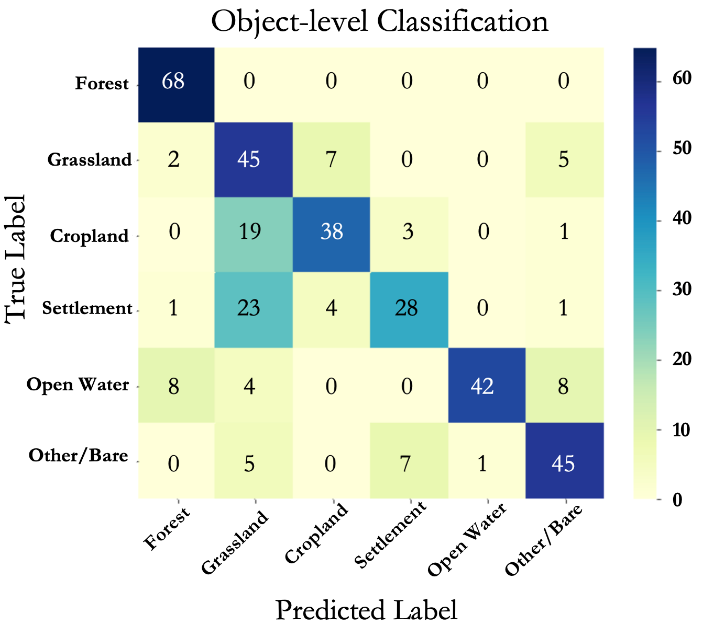 Object-level Classification
True Label
Forest 68 0 0 0 0 0
Grassland 2 45 7 0 0 5
Cropland 0 19 38 3 0 1
Settlement 1 23 4 28 0 1
Open Water 8 4 0 0 42 8
Other/Bare 0 5 0 7 1 45
Forest Grassland Cropland Settlement Open Water Other/Bare
Predicted Label
60
50
40
30
20
10
0